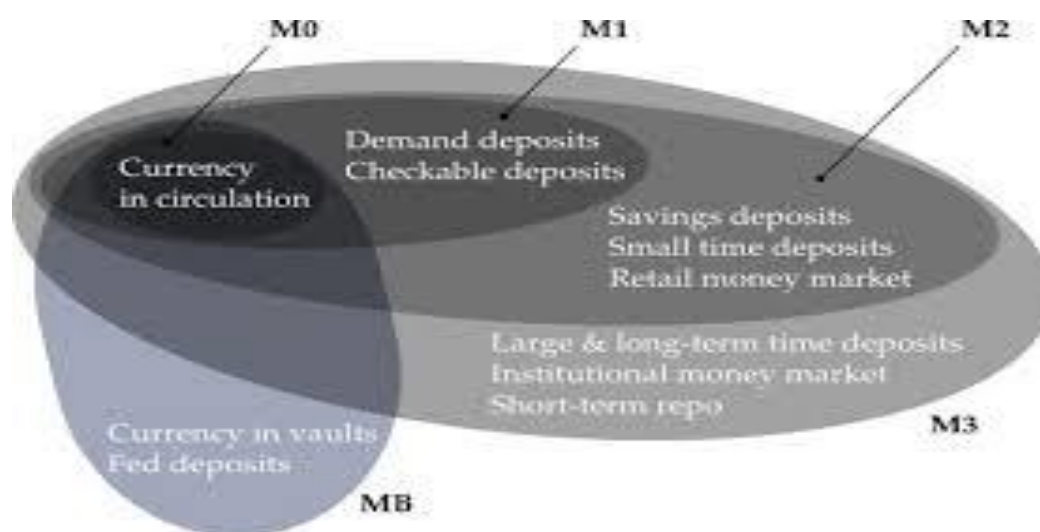 M0 M1 M2
Currency
in circulation
Demand deposits
Checkable deposits
Savings deposits
Small time deposits
Retail money market
Large & long-term time deposits
Institutional money market
Short-term repo
M3
Currency in vaults
Fed deposits
MB